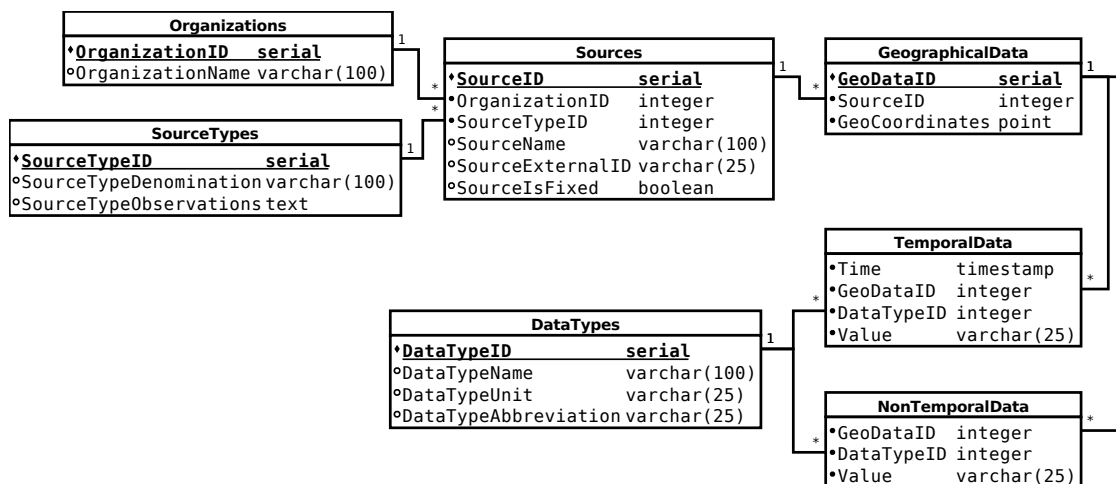 Organizations
OrganizationID serial
OrganizationName varchar(100)
1
*
SourceTypes
SourceTypeID serial
SourceTypeDenomination varchar(100)
SourceTypeObservations text
1
*
Sources
SourceID serial
OrganizationID integer
SourceTypeID integer
SourceName varchar(100)
SourceExternalID varchar(25)
SourceIsFixed boolean
1
*
GeographicalData
GeoDataID serial
SourceID integer
GeoCoordinates point
1
TemporalData
Time timestamp
GeoDataID integer
DataTypeID integer
Value varchar(25)
*
*
DataTypes
DataTypeID serial
DataTypeName varchar(100)
DataTypeUnit varchar(25)
DataTypeAbbreviation varchar(25)
1
NonTemporalData
GeoDataID integer
DataTypeID integer
Value varchar(25)
*
*